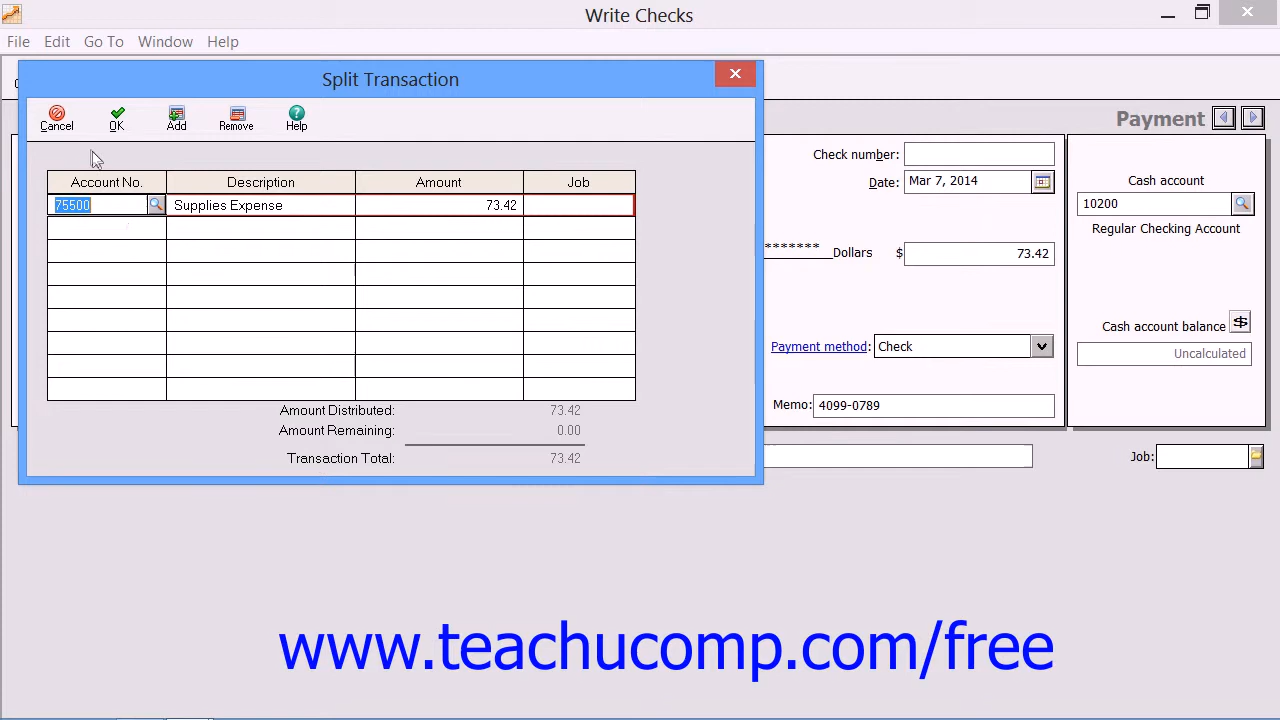 Write Checks
File Edit Go To Window Help
Split Transaction
Cancel OK Add Remove Help
Account No. Description Amount Job
75500 Supplies Expense 73.42
Amount Distributed: 73.42
Amount Remaining: 0.00
Transaction Total: 73.42
Payment
Check number:
Date: Mar 7, 2014
*******
Dollars $ 73.42
Payment method: Check
Memo: 4099-0789
Cash account
10200
Regular Checking Account
Cash account balance
Uncalculated
Job:
www.teachucomp.com/free